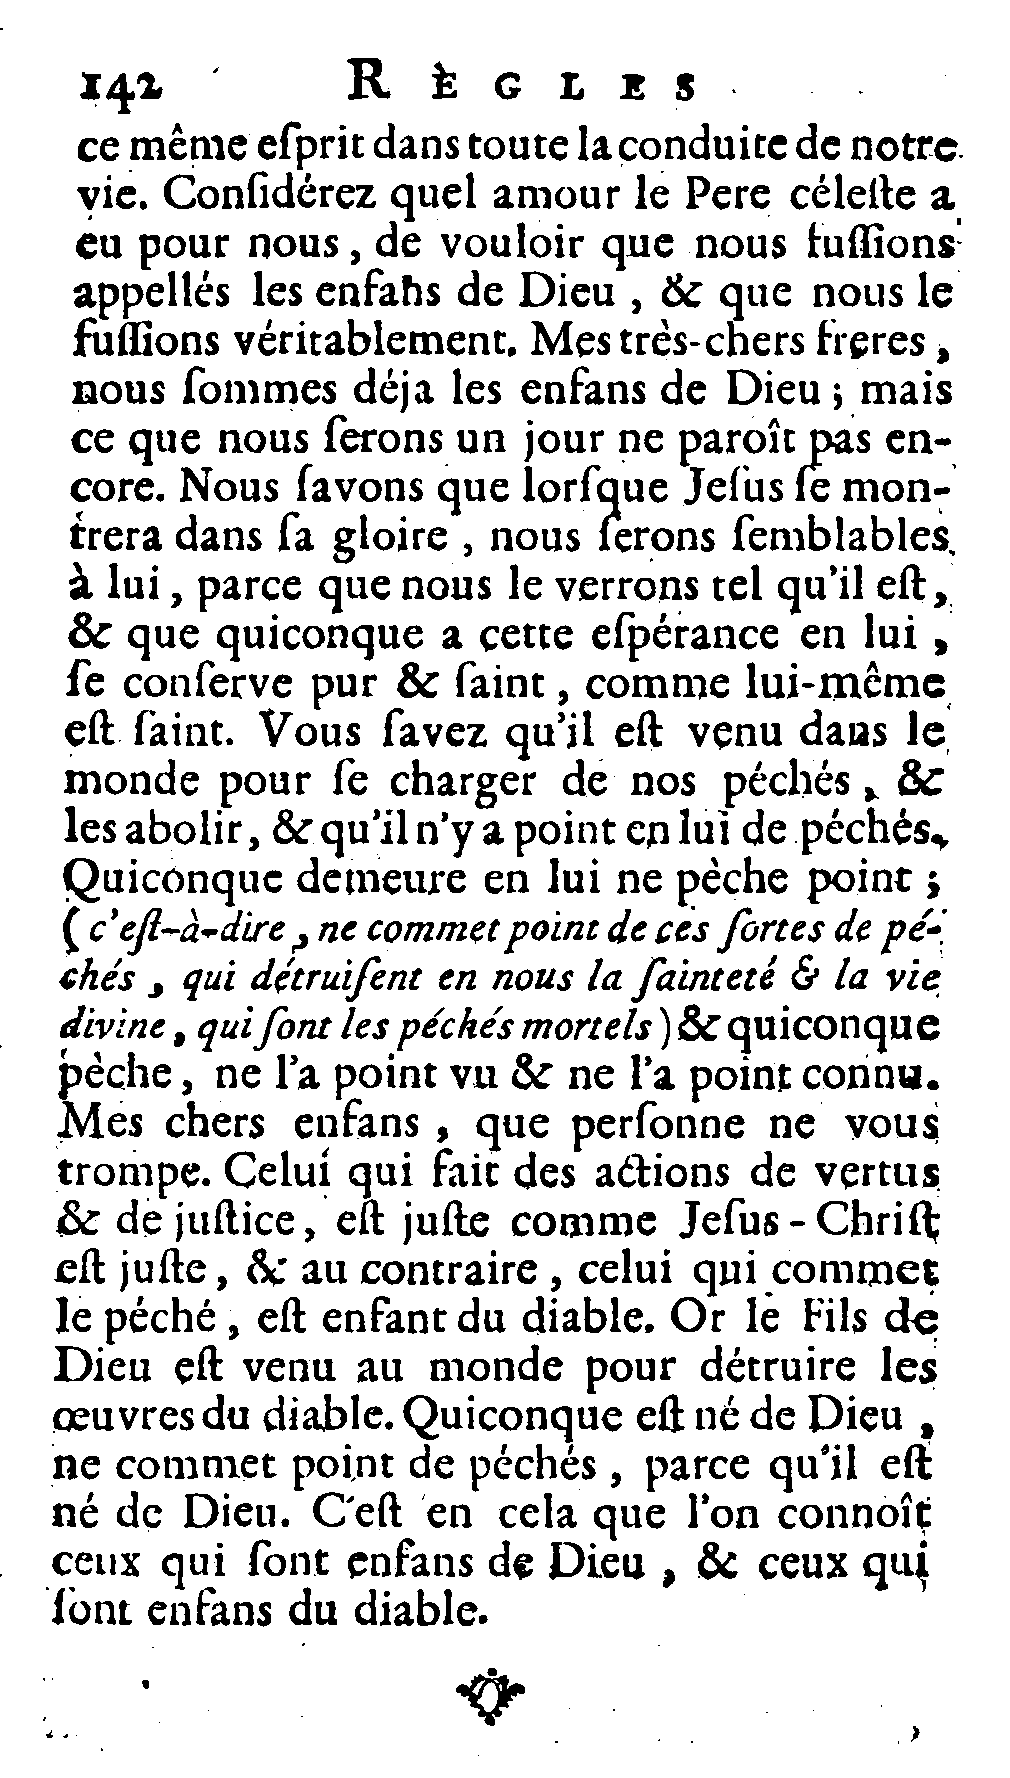 142 RÈGLES
ce même eſprit dans toute la conduite de notre
vie. Conſidérez quel amour le Pere céleſte a
eu pour nous, de vouloir que nous fuſſions
appellés les enfans de Dieu, & que nous le
fuſſions véritablement. Mes très-chers freres,
nous ſommes déja les enfans de Dieu; mais
ce que nous ſerons un jour ne paroît pas en-
core. Nous ſavons que lorſque Jeſus ſe mon-
trera dans ſa gloire, nous ſerons ſemblables
à lui, parce que nous le verrons tel qu'il eſt,
& que quiconque a cette eſpérance en lui,
ſe conſerve pur & ſaint, comme lui-même
eſt ſaint. Vous ſavez qu'il eſt venu dans le
monde pour ſe charger de nos péchés, &
les abolir, & qu'il n'y a point en lui de péchés.
Quiconque demeure en lui ne pèche point;
(c'eſt-à-dire, ne commet point de ces ſortes de pé-
chés, qui détruiſent en nous la ſainteté & la vie
divine, qui ſont les péchés mortels) & quiconque
pèche, ne l'a point vu & ne l'a point connu.
Mes chers enfans, que perſonne ne vous
trompe. Celui qui fait des actions de vertus
& de juſtice, eſt juſte comme Jeſus-Chriſt
eſt juſte, & au contraire, celui qui commet
le péché, eſt enfant du diable. Or le Fils de
Dieu eſt venu au monde pour détruire les
œuvres du diable. Quiconque eſt né de Dieu,
ne commet point de péchés, parce qu'il eſt
né de Dieu. C'eſt en cela que l'on connoît
ceux qui ſont enfans de Dieu, & ceux qui
ſont enfans du diable.